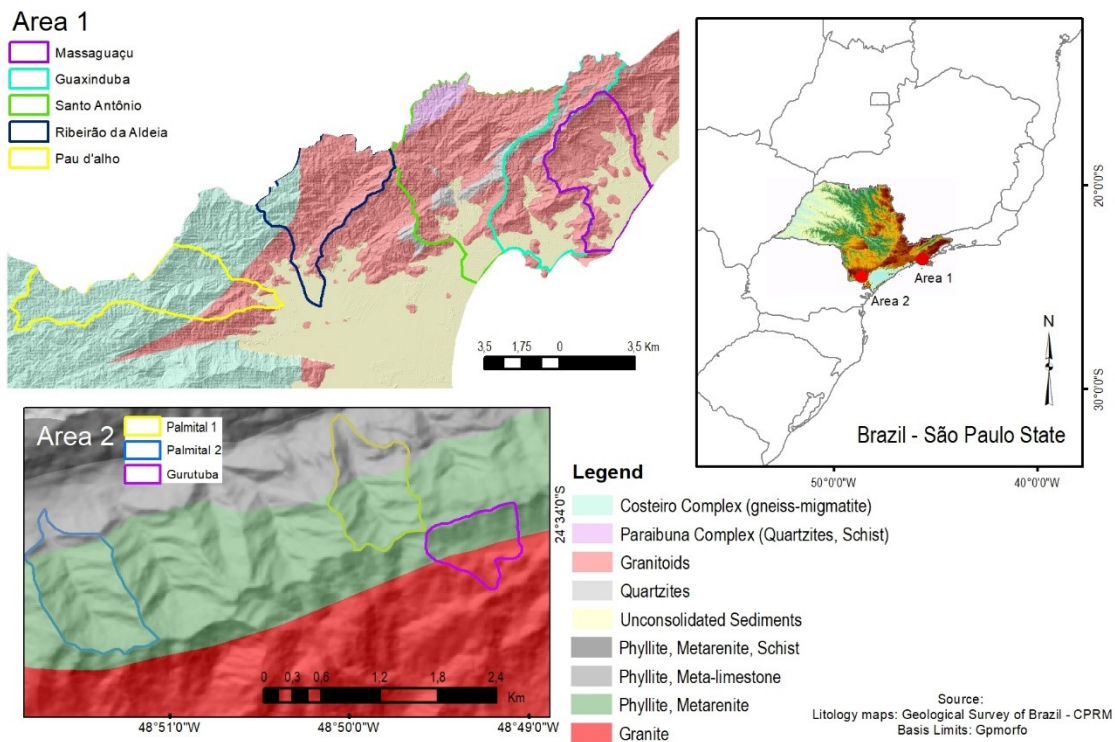 Area 1
Massaguaçu
Guaxinduba
Santo Antônio
Ribeirão da Aldeia
Pau d'alho
3,5 1,75 0 3,5 Km
20°0'0"S
30°0'0"S
Area 1
Area 2
N
Brazil - São Paulo State
50°0'0"W 40°0'0"W
Area 2
Palmital 1
Palmital 2
Gurutuba
24°34'0"S
0 0,3 0,6 1,2 1,8 2,4
Km
48°51'0"W 48°50'0"W 48°49'0"W
Legend
Costeiro Complex (gneiss-migmatite)
Paraibuna Complex (Quartzites, Schist)
Granitoids
Quartzites
Unconsolidated Sediments
Phyllite, Metarenite, Schist
Phyllite, Meta-limestone
Phyllite, Metarenite
Granite
Source:
Litology maps: Geological Survey of Brazil - CPRM
Basis Limits: Gpmorfo